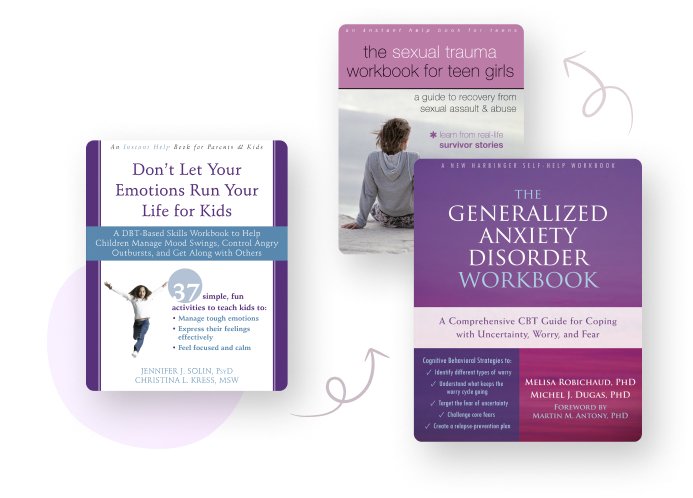 An Instant Help Book for Parents & Kids
Don't Let Your
Emotions Run Your
Life for Kids
A DBT-Based Skills Workbook to Help
Children Manage Mood Swings, Control Angry
Outbursts, and Get Along with Others
37 simple, fun
activities to teach kids to:
• Manage tough emotions
• Express their feelings
effectively
• Feel focused and calm
JENNIFER J. SOLIN, PsyD
CHRISTINA L. KRESS, MSW
an instant help book for teens
the sexual trauma
workbook for teen girls
a guide to recovery from
sexual assault & abuse
* learn from real-life
survivor stories
A NEW HARBINGER SELF-HELP WORKBOOK
THE
GENERALIZED
ANXIETY
DISORDER
WORKBOOK
A Comprehensive CBT Guide for Coping
with Uncertainty, Worry, and Fear
Cognitive Behavioral Strategies to:
✓ Identify different types of worry
✓ Understand what keeps the
worry cycle going
✓ Target the fear of uncertainty
✓ Challenge core fears
✓ Create a relapse-prevention plan
MELISA ROBICHAUD, PHD
MICHEL J. DUGAS, PHD
FOREWORD BY
MARTIN M. ANTONY, PHD